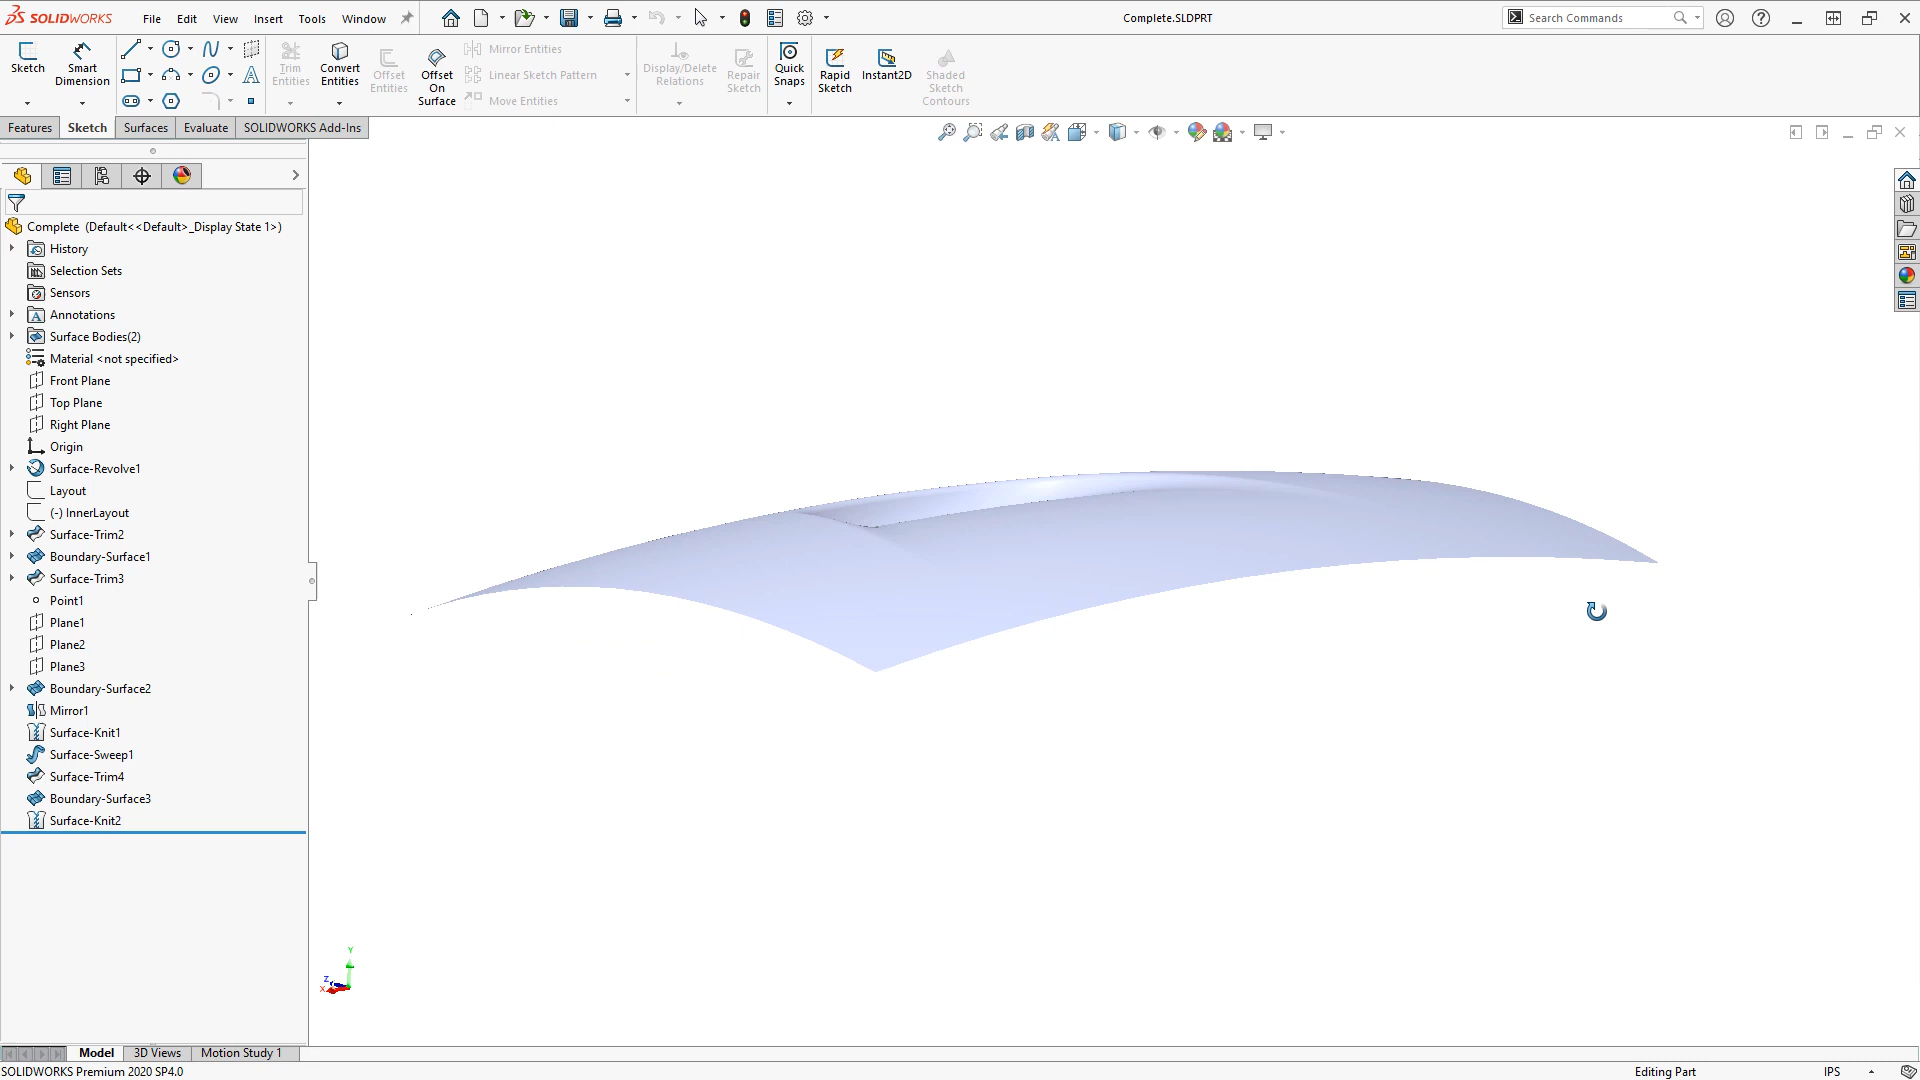 SOLIDWORKS File Edit View Insert Tools Window Complete.SLDPRT Search Commands
Sketch Smart Dimension Trim Entities Convert Entities Offset Entities Offset On Surface Mirror Entities Linear Sketch Pattern Move Entities Display/Delete Relations Repair Sketch Quick Snaps Rapid Sketch Instant2D Shaded Sketch Contours
Features Sketch Surfaces Evaluate SOLIDWORKS Add-Ins
Complete (Default<<Default>_Display State 1>)
History
Selection Sets
Sensors
Annotations
Surface Bodies(2)
Material <not specified>
Front Plane
Top Plane
Right Plane
Origin
Surface-Revolve1
Layout
(-) InnerLayout
Surface-Trim2
Boundary-Surface1
Surface-Trim3
Point1
Plane1
Plane2
Plane3
Boundary-Surface2
Mirror1
Surface-Knit1
Surface-Sweep1
Surface-Trim4
Boundary-Surface3
Surface-Knit2
Y
Z
X
Model 3D Views Motion Study 1
SOLIDWORKS Premium 2020 SP4.0 Editing Part IPS